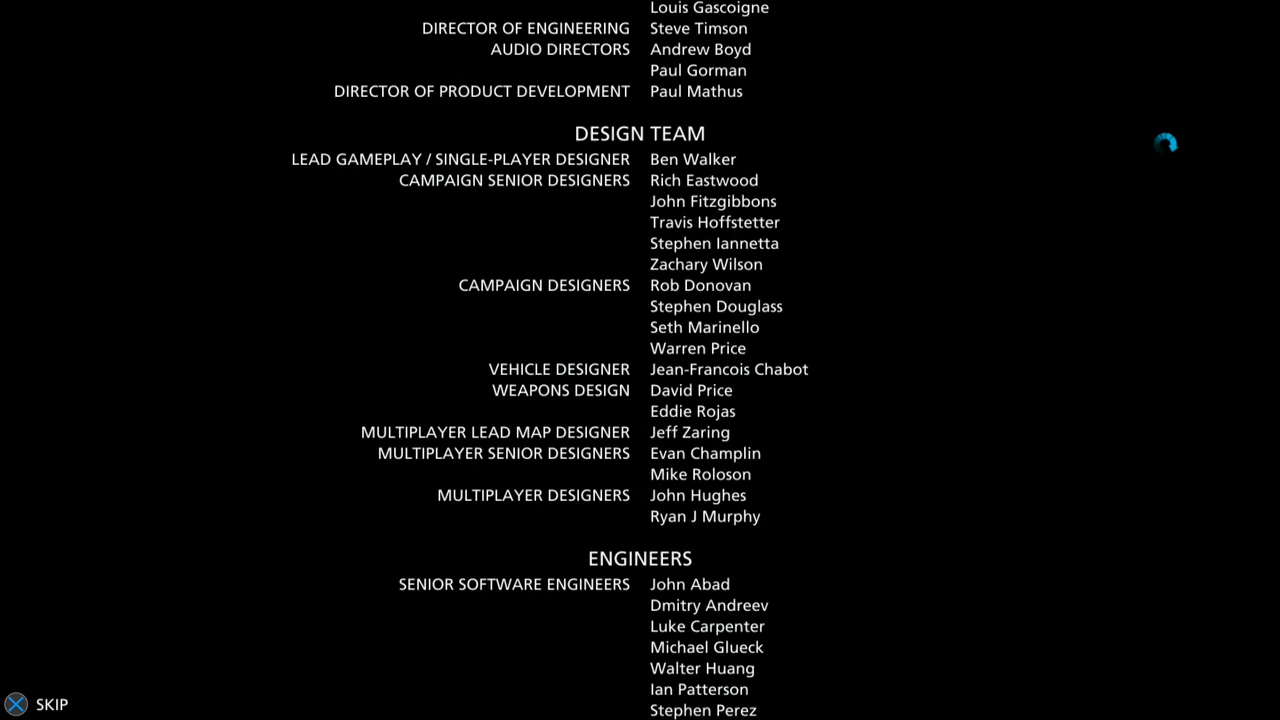 Louis Gascoigne
DIRECTOR OF ENGINEERING Steve Timson
AUDIO DIRECTORS Andrew Boyd
Paul Gorman
DIRECTOR OF PRODUCT DEVELOPMENT Paul Mathus
DESIGN TEAM
LEAD GAMEPLAY / SINGLE-PLAYER DESIGNER Ben Walker
CAMPAIGN SENIOR DESIGNERS Rich Eastwood
John Fitzgibbons
Travis Hoffstetter
Stephen Iannetta
Zachary Wilson
CAMPAIGN DESIGNERS Rob Donovan
Stephen Douglass
Seth Marinello
Warren Price
VEHICLE DESIGNER Jean-Francois Chabot
WEAPONS DESIGN David Price
Eddie Rojas
MULTIPLAYER LEAD MAP DESIGNER Jeff Zaring
MULTIPLAYER SENIOR DESIGNERS Evan Champlin
Mike Roloson
MULTIPLAYER DESIGNERS John Hughes
Ryan J Murphy
ENGINEERS
SENIOR SOFTWARE ENGINEERS John Abad
Dmitry Andreev
Luke Carpenter
Michael Glueck
Walter Huang
Ian Patterson
Stephen Perez
SKIP